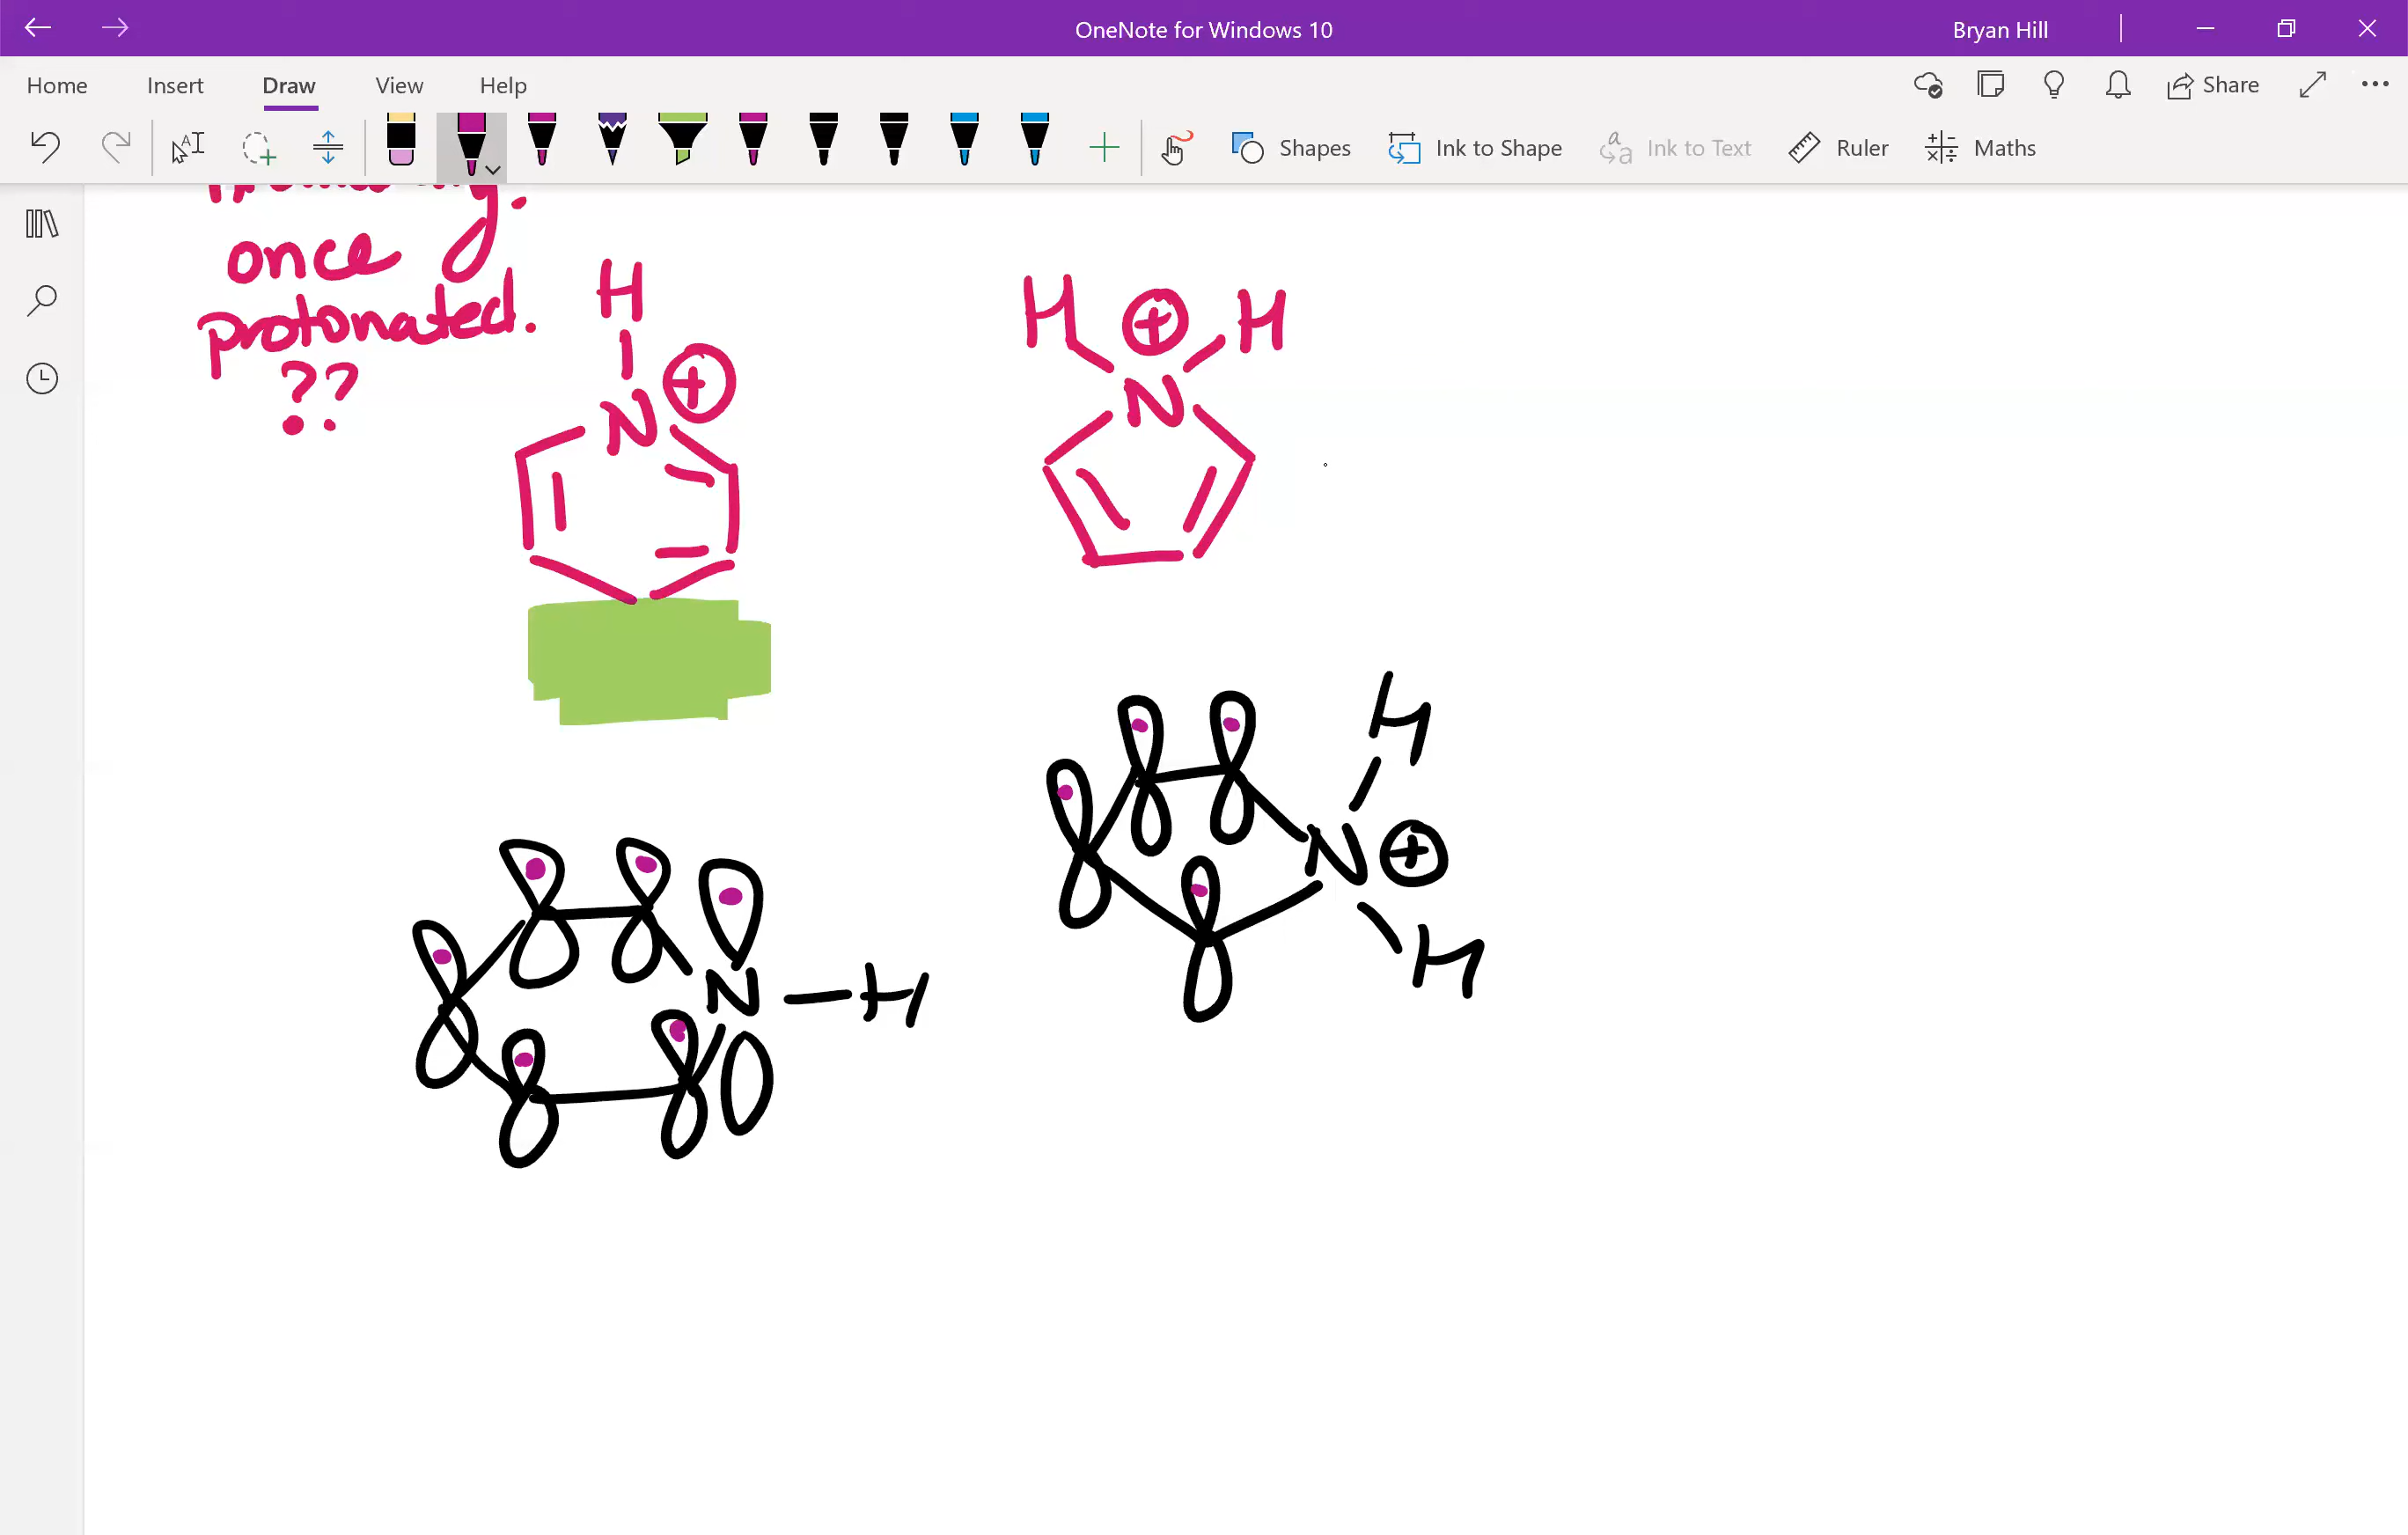 OneNote for Windows 10
Bryan Hill
Home Insert Draw View Help
Share
Shapes Ink to Shape Ink to Text Ruler Maths
once
protonated.
??
H
N +
H + H
N
H
N +
H
N — H